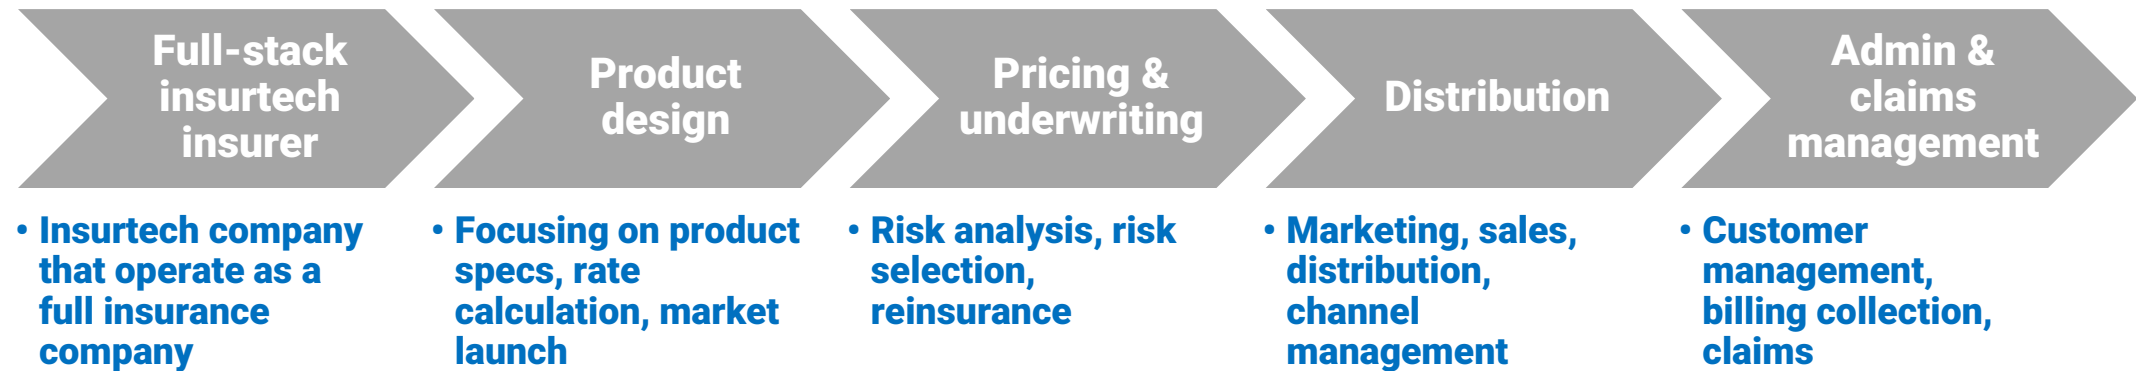 Full-stack
insurtech
insurer
Product
design
Pricing &
underwriting
Distribution
Admin &
claims
management
• Insurtech company
that operate as a
full insurance
company
• Focusing on product
specs, rate
calculation, market
launch
• Risk analysis, risk
selection,
reinsurance
• Marketing, sales,
distribution,
channel
management
• Customer
management,
billing collection,
claims